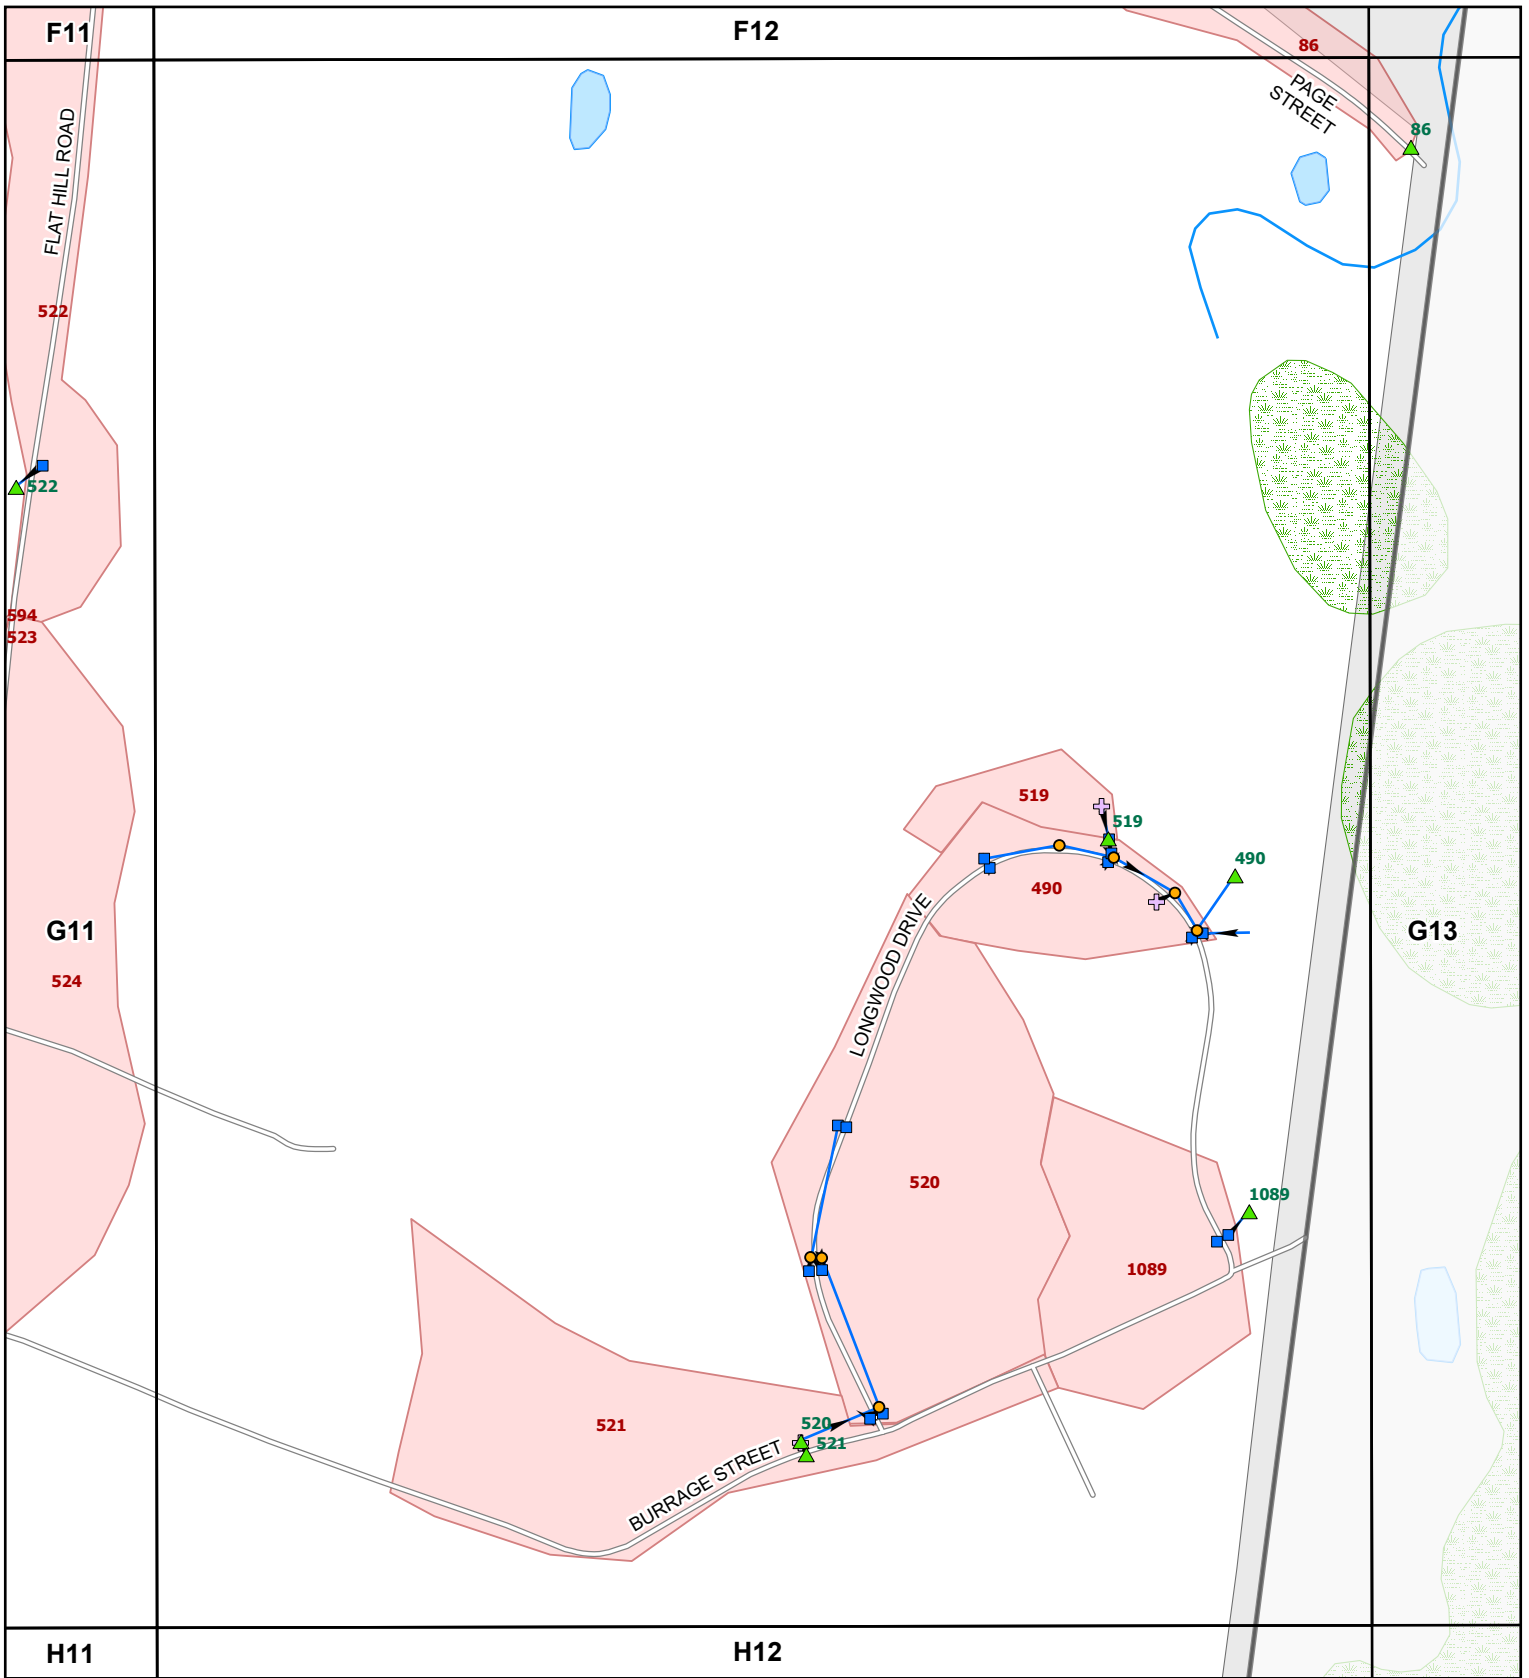 F11
F12
86
PAGE
STREET
86
FLAT HILL ROAD
522
522
594
523
519
519
490
490
G11
G13
LONGWOOD DRIVE
524
520
1089
1089
520
521
521
BURRAGE STREET
H11
H12